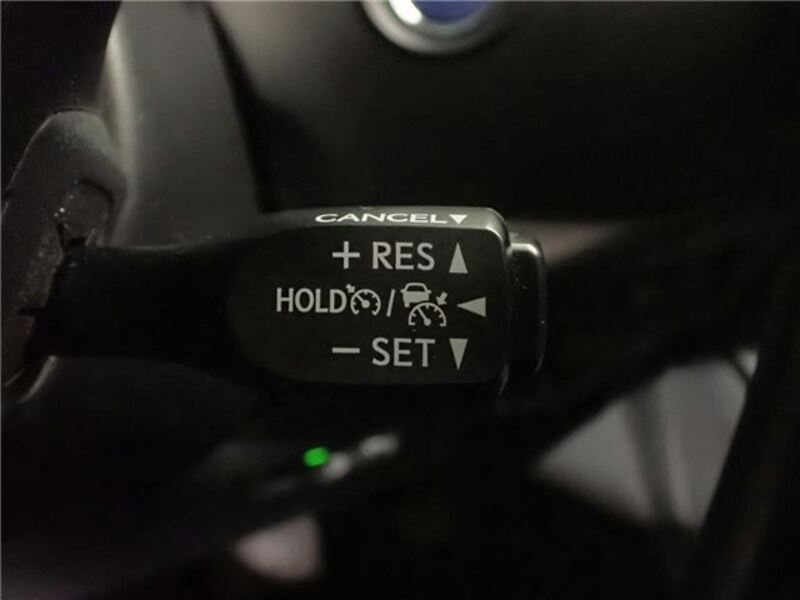 CANCEL▼
+ RES ▲
HOLD / ◀
− SET ▼